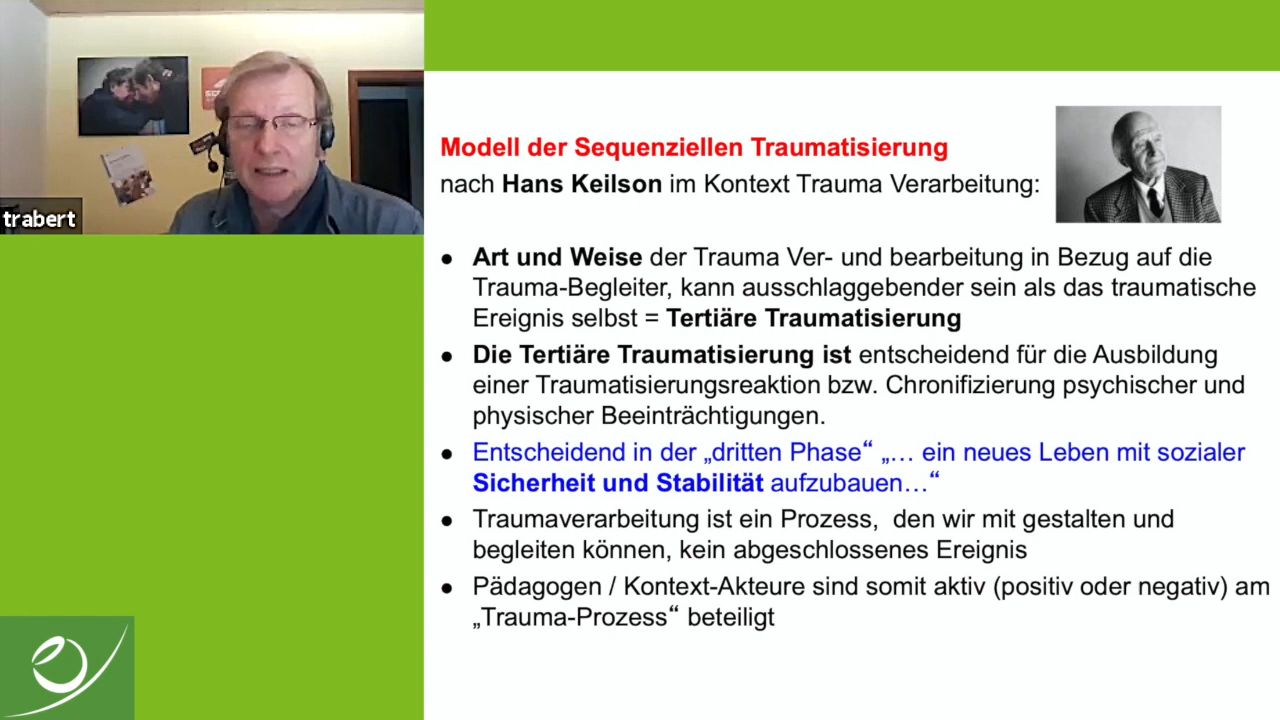 trabert
Modell der Sequenziellen Traumatisierung
nach Hans Keilson im Kontext Trauma Verarbeitung:
● Art und Weise der Trauma Ver- und bearbeitung in Bezug auf die
Trauma-Begleiter, kann ausschlaggebender sein als das traumatische
Ereignis selbst = Tertiäre Traumatisierung
● Die Tertiäre Traumatisierung ist entscheidend für die Ausbildung
einer Traumatisierungsreaktion bzw. Chronifizierung psychischer und
physischer Beeinträchtigungen.
● Entscheidend in der „dritten Phase“ „… ein neues Leben mit sozialer
Sicherheit und Stabilität aufzubauen…“
● Traumaverarbeitung ist ein Prozess,  den wir mit gestalten und
begleiten können, kein abgeschlossenes Ereignis
● Pädagogen / Kontext-Akteure sind somit aktiv (positiv oder negativ) am
„Trauma-Prozess“ beteiligt